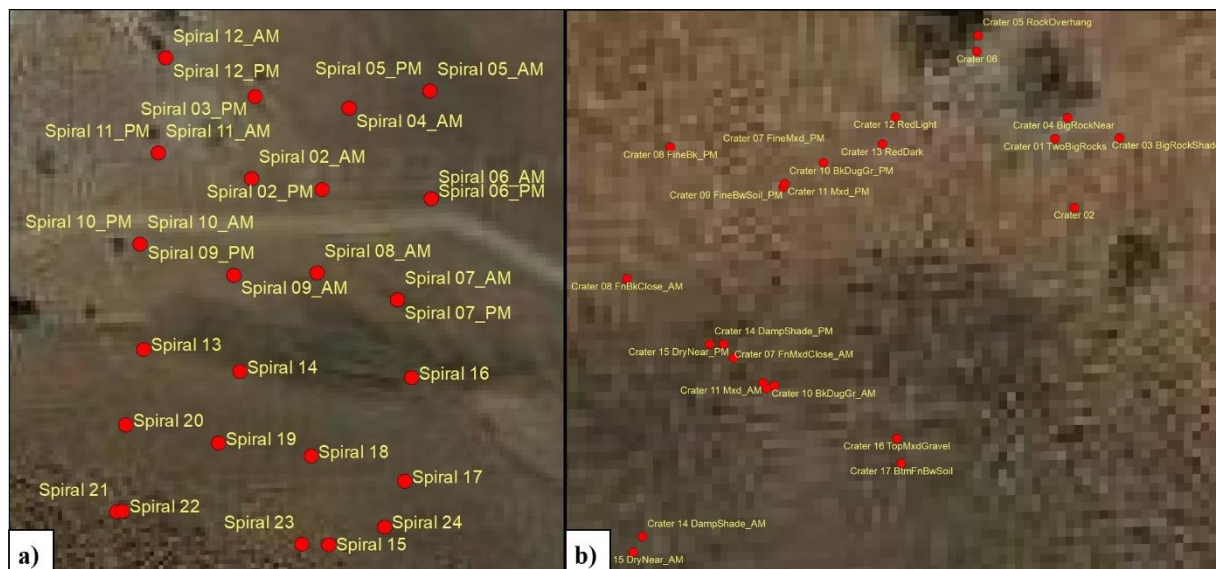 Spiral 12_AM
Spiral 12_PM
Spiral 05_PM
Spiral 05_AM
Spiral 03_PM
Spiral 04_AM
Spiral 11_PM
Spiral 11_AM
Spiral 02_AM
Spiral 02_PM
Spiral 06_AM
Spiral 06_PM
Spiral 10_PM
Spiral 10_AM
Spiral 09_PM
Spiral 08_AM
Spiral 09_AM
Spiral 07_AM
Spiral 07_PM
Spiral 13
Spiral 14
Spiral 16
Spiral 20
Spiral 19
Spiral 18
Spiral 17
Spiral 21
Spiral 22
Spiral 23
Spiral 24
Spiral 15
a)
Crater 05 RockOverhang
Crater 06
Crater 12 RedLight
Crater 04 BigRockNear
Crater 07 FineMxd_PM
Crater 01 TwoBigRocks
Crater 03 BigRockShade
Crater 08 FineBk_PM
Crater 13 RedDark
Crater 10 BkDugGr_PM
Crater 09 FineBwSoil_PM
Crater 11 Mxd_PM
Crater 02
Crater 08 FnBkClose_AM
Crater 14 DampShade_PM
Crater 15 DryNear_PM
Crater 07 FnMxdClose_AM
Crater 11 Mxd_AM
Crater 10 BkDugGr_AM
Crater 16 TopMxdGravel
Crater 17 BtmFnBwSoil
Crater 14 DampShade_AM
15 DryNear_AM
b)